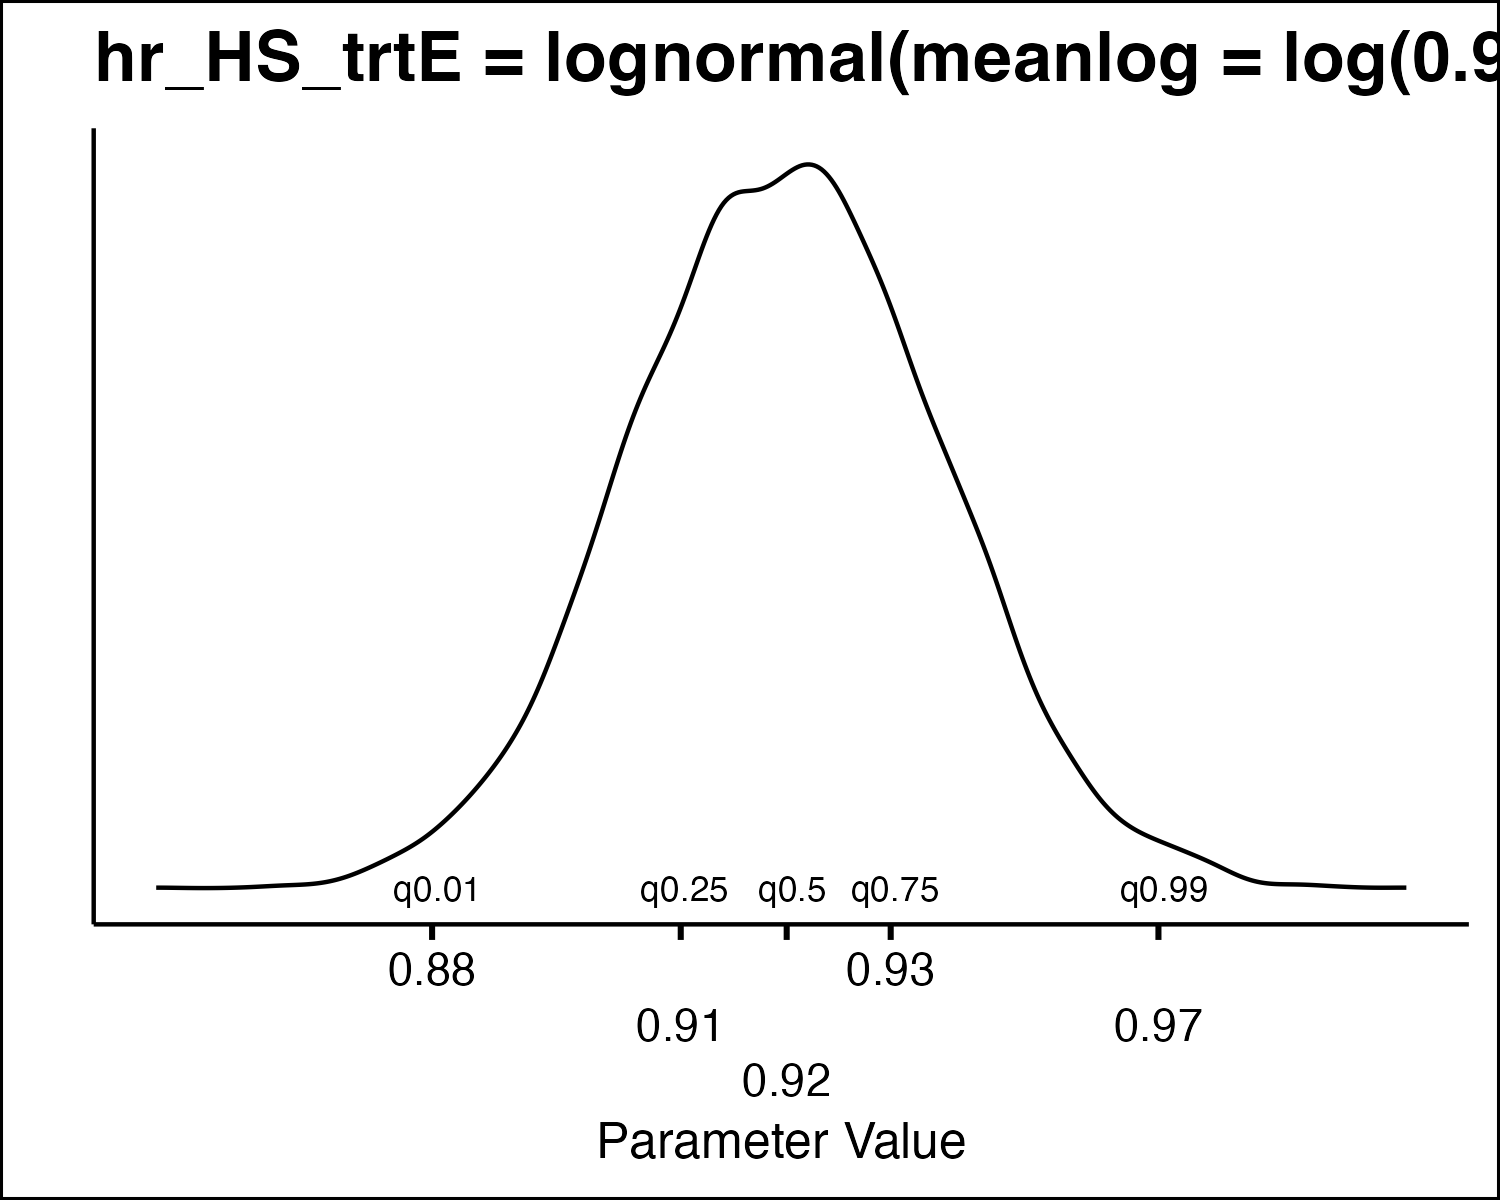 hr_HS_trtE = lognormal(meanlog = log(0.9
q0.01 q0.25 q0.5 q0.75 q0.99
0.88 0.93
0.91 0.97
0.92
Parameter Value